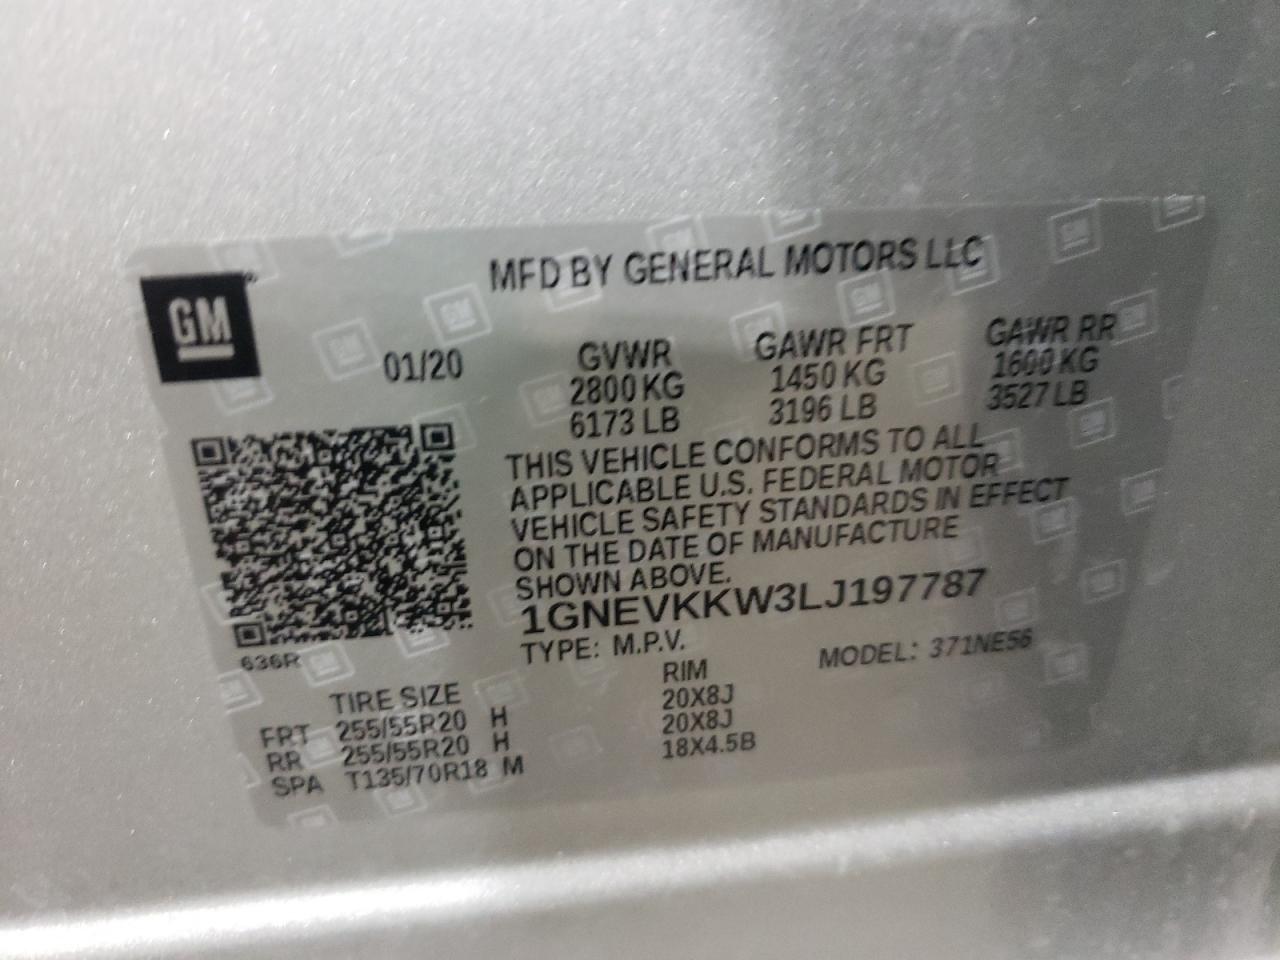 MFD BY GENERAL MOTORS LLC
GM
01/20
GVWR GAWR FRT GAWR RR
2800 KG 1450 KG 1600 KG
6173 LB 3196 LB 3527 LB
THIS VEHICLE CONFORMS TO ALL
APPLICABLE U.S. FEDERAL MOTOR
VEHICLE SAFETY STANDARDS IN EFFECT
ON THE DATE OF MANUFACTURE
SHOWN ABOVE.
1GNEVKKW3LJ197787
TYPE: M.P.V. MODEL: 371NE56
636R
TIRE SIZE RIM
FRT 255/55R20 H 20X8J
RR 255/55R20 H 20X8J
SPA T135/70R18 M 18X4.5B